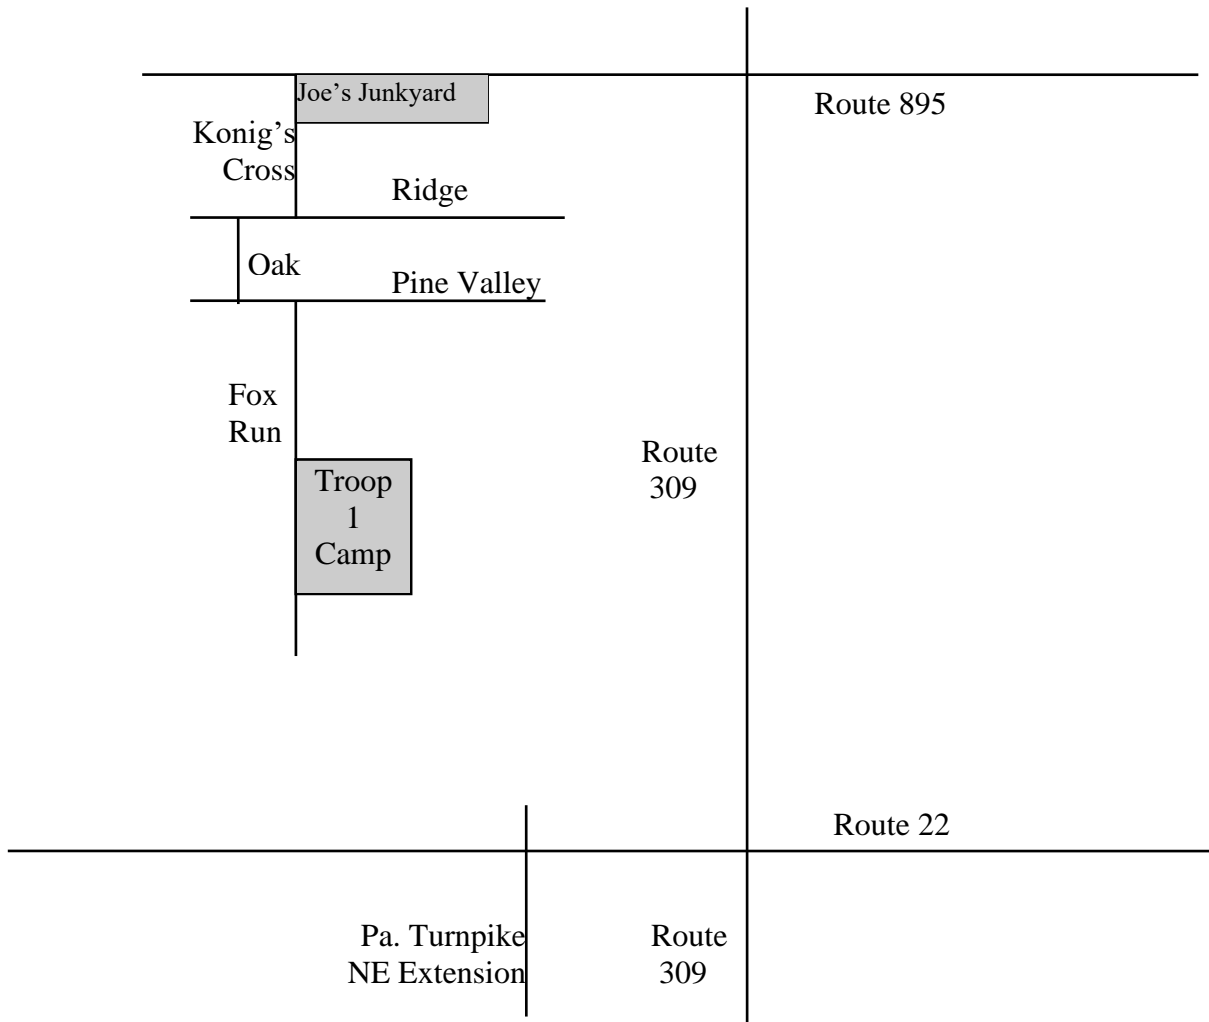 Joe's Junkyard
Route 895
Konig's
Cross
Ridge
Oak
Pine Valley
Fox
Run
Route
309
Troop
1
Camp
Route 22
Pa. Turnpike
NE Extension
Route
309